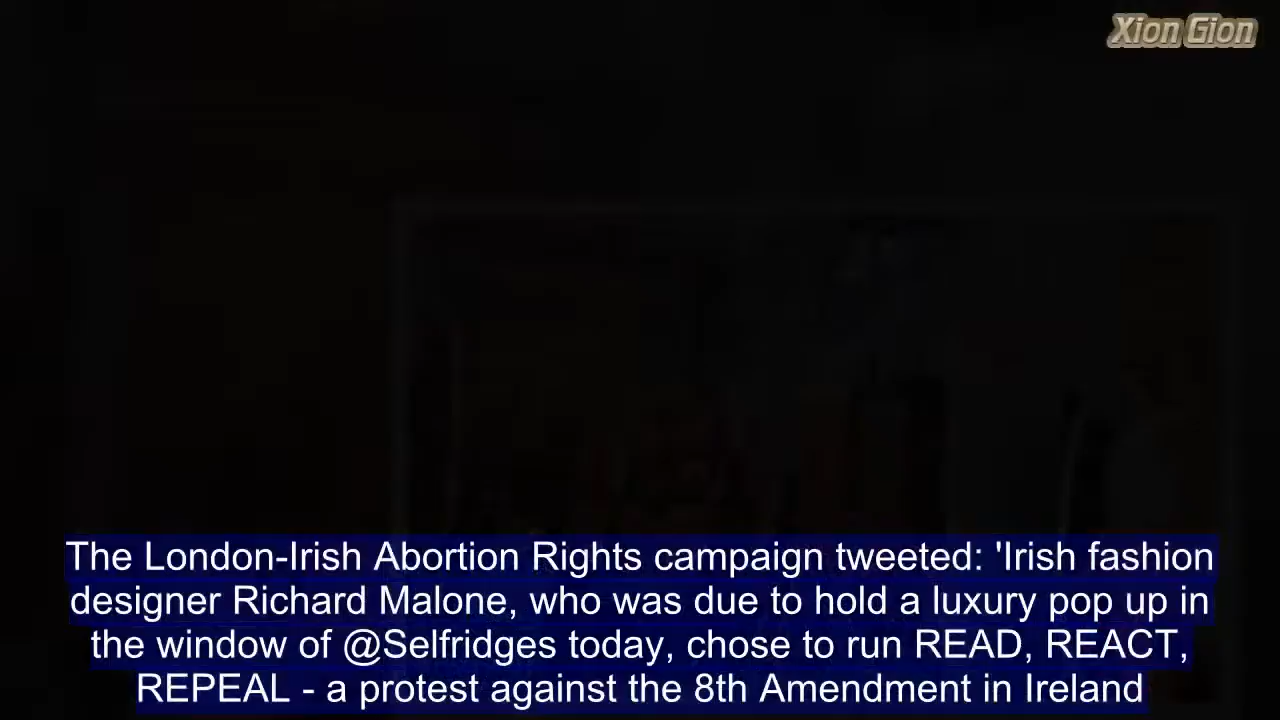 Xion Gion
The London-Irish Abortion Rights campaign tweeted: 'Irish fashion
designer Richard Malone, who was due to hold a luxury pop up in
the window of @Selfridges today, chose to run READ, REACT,
REPEAL - a protest against the 8th Amendment in Ireland